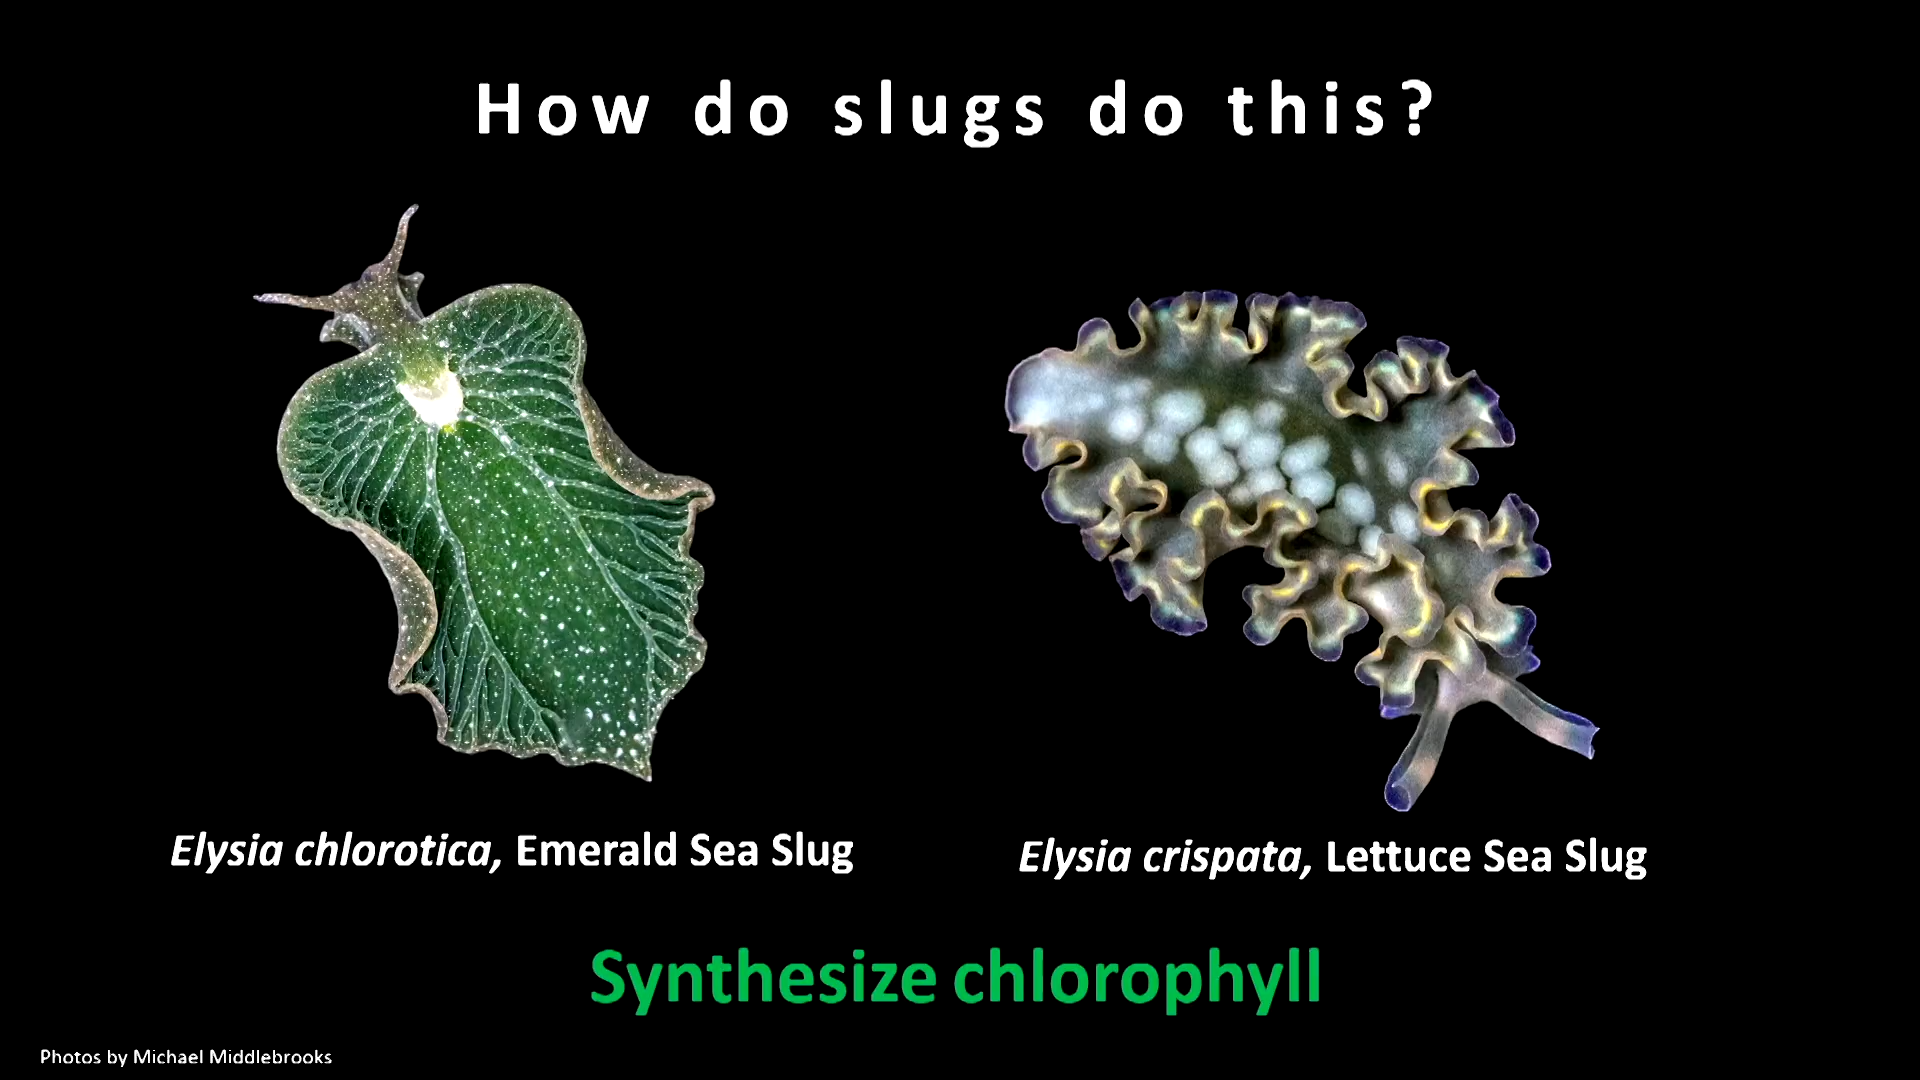 How do slugs do this?
Elysia chlorotica, Emerald Sea Slug
Elysia crispata, Lettuce Sea Slug
Synthesize chlorophyll
Photos by Michael Middlebrooks